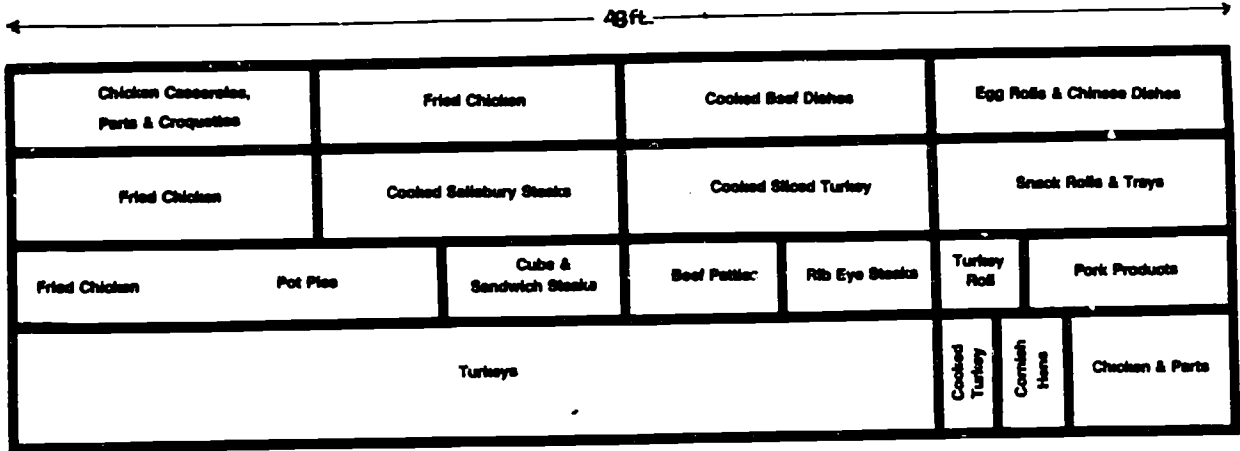 48ft.
Chicken Casseroles,
Parts & Croquettes
Fried Chicken
Cooked Beef Dishes
Egg Rolls & Chinese Dishes
Fried Chicken
Cooked Salisbury Steaks
Cooked Sliced Turkey
Snack Rolls & Trays
Fried Chicken
Pot Pies
Cube &
Sandwich Steaks
Beef Patties
Rib Eye Steaks
Turkey
Roll
Pork Products
Turkeys
Cooked
Turkey
Cornish
Hens
Chicken & Parts